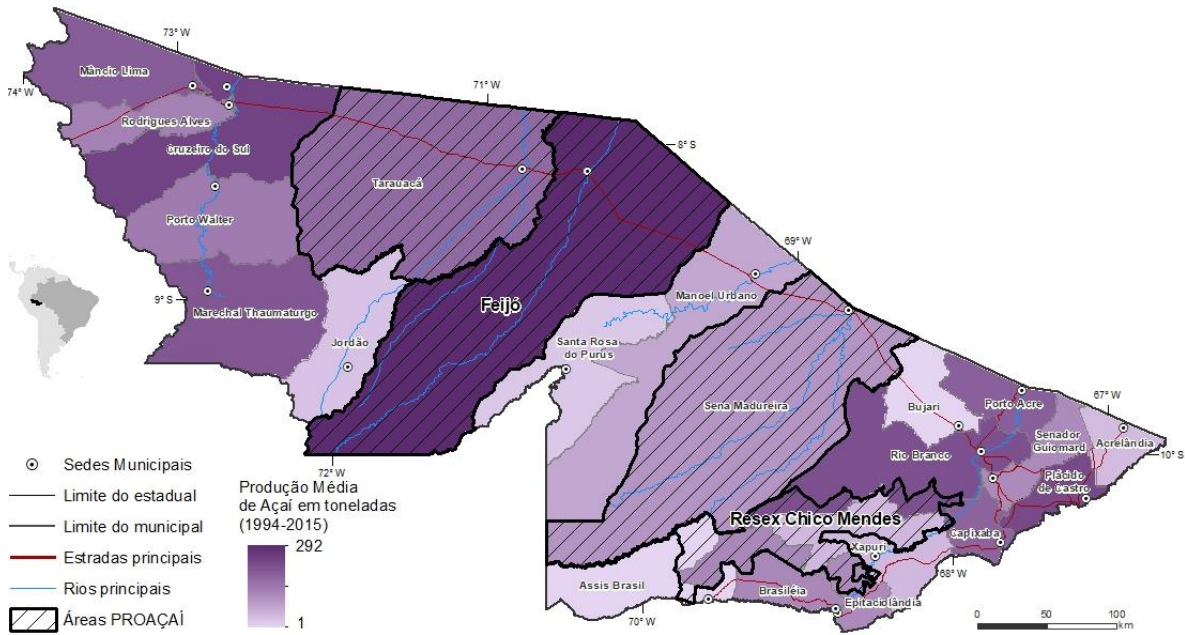 73° W
Mâncio Lima
74° W
71° W
Rodrigues Alves
Cruzeiro do Sul
8° S
Tarauacá
Porto Walter
69° W
9° S
Feijó
Manoel Urbano
Marechal Thaumaturgo
Jordão
Santa Rosa
do Purus
Sena Madureira
Bujari
Porto Acre
67° W
Senador
Guiomard
Acrelândia
Rio Branco
10° S
72° W
Plácido
de Castro
Resex Chico Mendes
Capixaba
Xapuri
68° W
Assis Brasil
Brasiléia
Epitaciolândia
70° W
Sedes Municipais
Limite do estadual
Limite do municipal
Estradas principais
Rios principais
Áreas PROAÇAÍ
Produção Média
de Açaí em toneladas
(1994-2015)
292
1
0 50 100
km